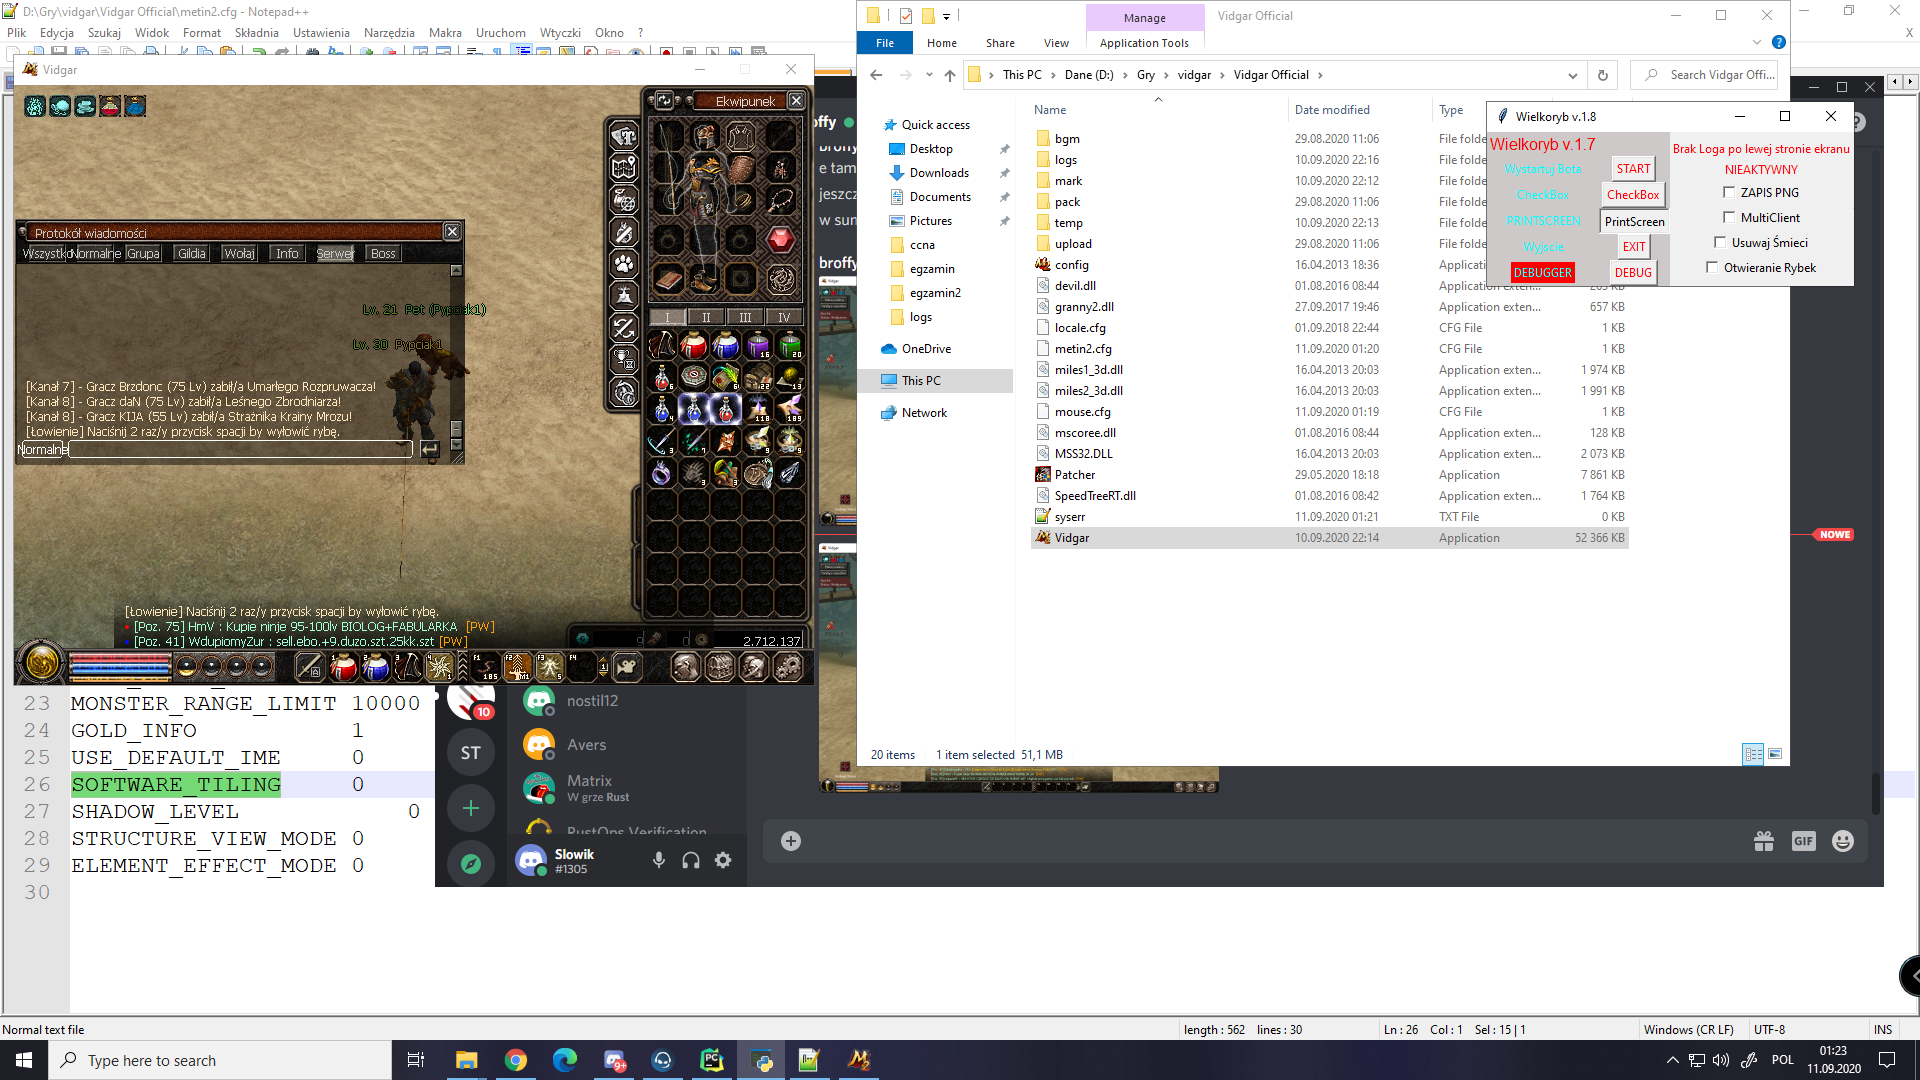 D:\Gry\vidgar\Vidgar Official\metin2.cfg - Notepad++
Plik Edycja Szukaj Widok Format Składnia Ustawienia Narzędzia Makra Uruchom Wtyczki Okno ?
X
Vidgar
Ekwipunek
Protokół wiadomości
Wszystko Normalne Grupa Gildia Wołaj Info Serwer Boss
Lv. 21 Pet (Pypciak1)
Lv. 30 Pypciak1
[Kanał 7] - Gracz Brzdonc (75 Lv) zabił/a Umarłego Rozpruwacza!
[Kanał 8] - Gracz daN (75 Lv) zabił/a Leśnego Zbrodniarza!
[Kanał 8] - Gracz KIJA (55 Lv) zabił/a Strażnika Krainy Mrozu!
[Łowienie] Naciśnij 2 raz/y przycisk spacji by wyłowić rybę.
Normalne
I II III IV
[Łowienie] Naciśnij 2 raz/y przycisk spacji by wyłowić rybę.
[Poz. 75] HmV : Kupie ninje 95-100lv BIOLOG+FABULARKA [PW]
[Poz. 41] WdupiomyZur : sell.ebo.+9.duzo.szt.25kk.szt [PW]
2.712.137
F1 F2 F3 F4
23 MONSTER_RANGE_LIMIT 10000
24 GOLD_INFO 1
25 USE_DEFAULT_IME 0
26 SOFTWARE_TILING 0
27 SHADOW_LEVEL 0
28 STRUCTURE_VIEW_MODE 0
29 ELEMENT_EFFECT_MODE 0
30
10
ST
nostil12
Avers
Matrix
W grze Rust
RustOps Verification
Slowik
#1305
GIF
NOWE
offy
e tam
jeszcz
w sum
broffy
Manage
Vidgar Official
File Home Share View Application Tools
This PC Dane (D:) Gry vidgar Vidgar Official
Search Vidgar Offi...
Quick access
Desktop
Downloads
Documents
Pictures
ccna
egzamin
egzamin2
logs
OneDrive
This PC
Network
Name Date modified Type
bgm 29.08.2020 11:06 File folde
logs 10.09.2020 22:16 File folde
mark 10.09.2020 22:12 File folde
pack 29.08.2020 11:06 File folde
temp 10.09.2020 22:13 File folde
upload 29.08.2020 11:06 File folde
config 16.04.2013 18:36 Applicati
devil.dll 01.08.2016 08:44 Application exten... 205 KB
granny2.dll 27.09.2017 19:46 Application exten... 657 KB
locale.cfg 01.09.2018 22:44 CFG File 1 KB
metin2.cfg 11.09.2020 01:20 CFG File 1 KB
miles1_3d.dll 16.04.2013 20:03 Application exten... 1 974 KB
miles2_3d.dll 16.04.2013 20:03 Application exten... 1 991 KB
mouse.cfg 11.09.2020 01:19 CFG File 1 KB
mscoree.dll 01.08.2016 08:44 Application exten... 128 KB
MSS32.DLL 16.04.2013 20:03 Application exten... 2 073 KB
Patcher 29.05.2020 18:18 Application 7 861 KB
SpeedTreeRT.dll 01.08.2016 08:42 Application exten... 1 764 KB
syserr 11.09.2020 01:21 TXT File 0 KB
Vidgar 10.09.2020 22:14 Application 52 366 KB
20 items 1 item selected 51,1 MB
Wielkoryb v.1.8
Wielkoryb v.1.7
Wystartuj Bota START
CheckBox CheckBox
PRINTSCREEN PrintScreen
Wyjscie EXIT
DEBUGGER DEBUG
Brak Loga po lewej stronie ekranu
NIEAKTYWNY
ZAPIS PNG
MultiClient
Usuwaj Śmieci
Otwieranie Rybek
Normal text file length : 562 lines : 30 Ln : 26 Col : 1 Sel : 15 | 1 Windows (CR LF) UTF-8 INS
Type here to search
9+
POL
01:23
11.09.2020